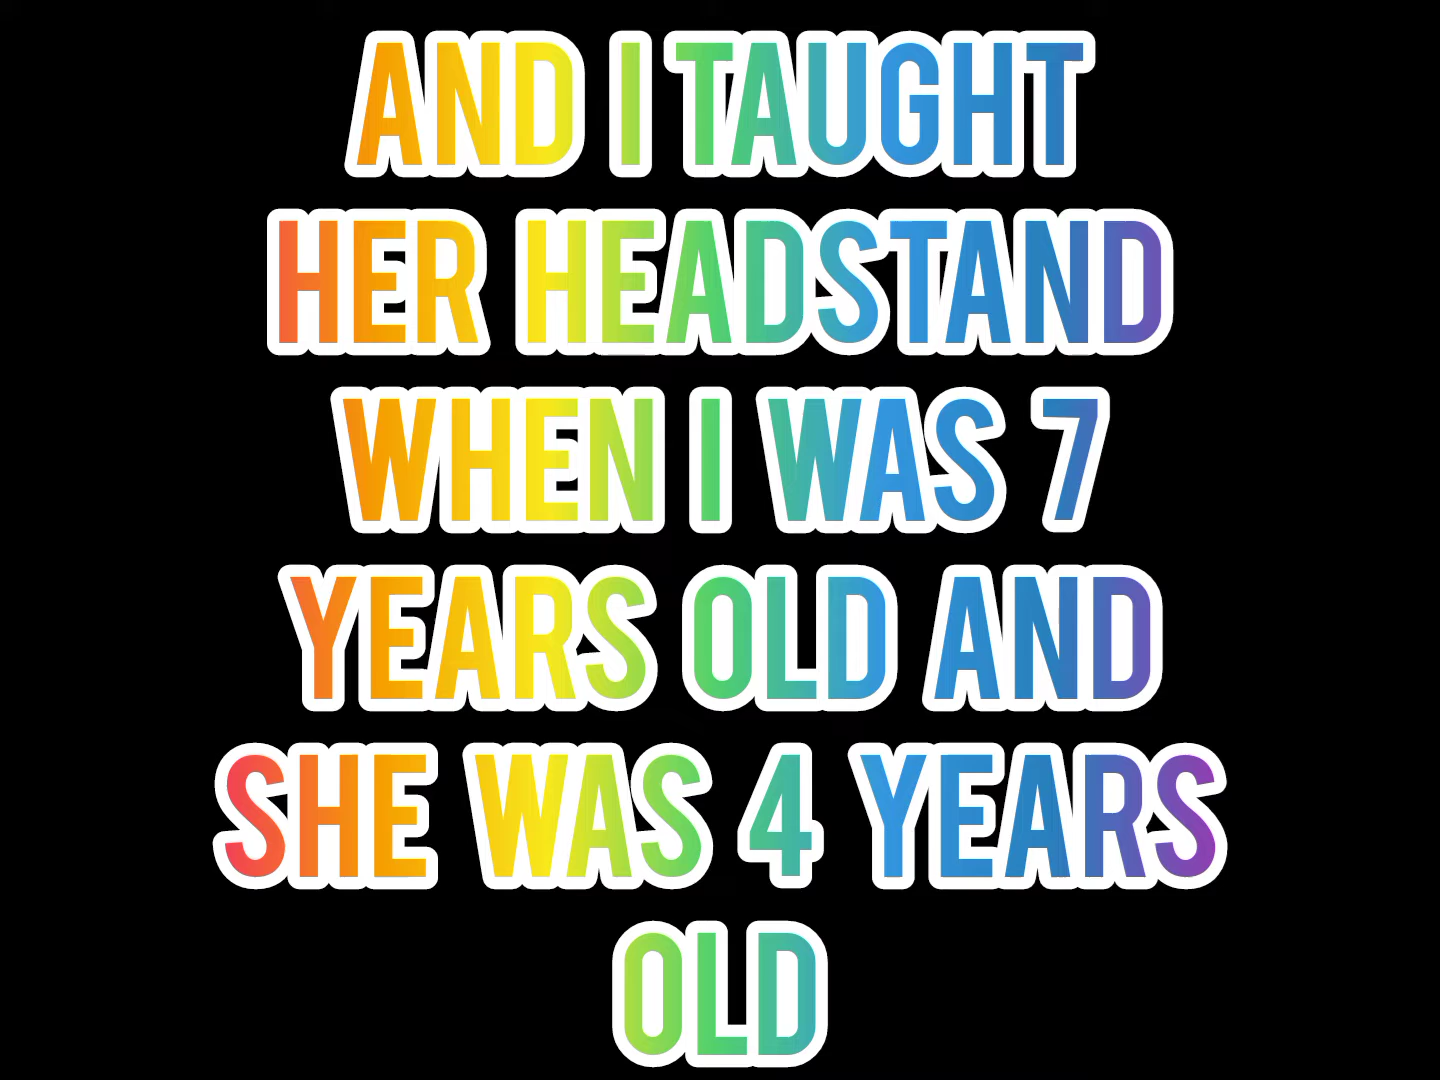 AND I TAUGHT
HER HEADSTAND
WHEN I WAS 7
YEARS OLD AND
SHE WAS 4 YEARS
OLD